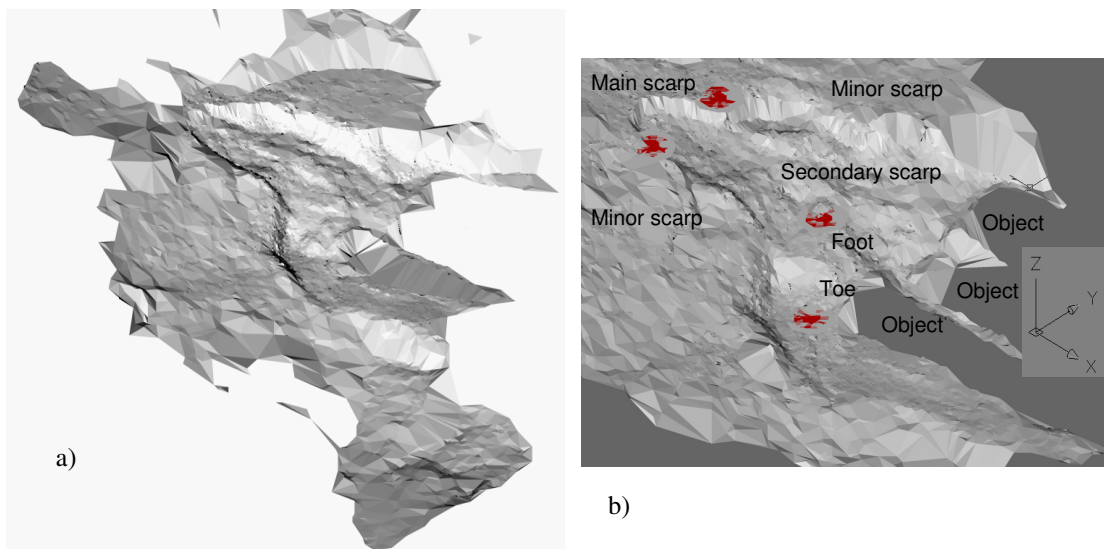 Main scarp
Minor scarp
Secondary scarp
Minor scarp
Object
Foot
Z
Toe
Object
Y
Object
X
a)
b)